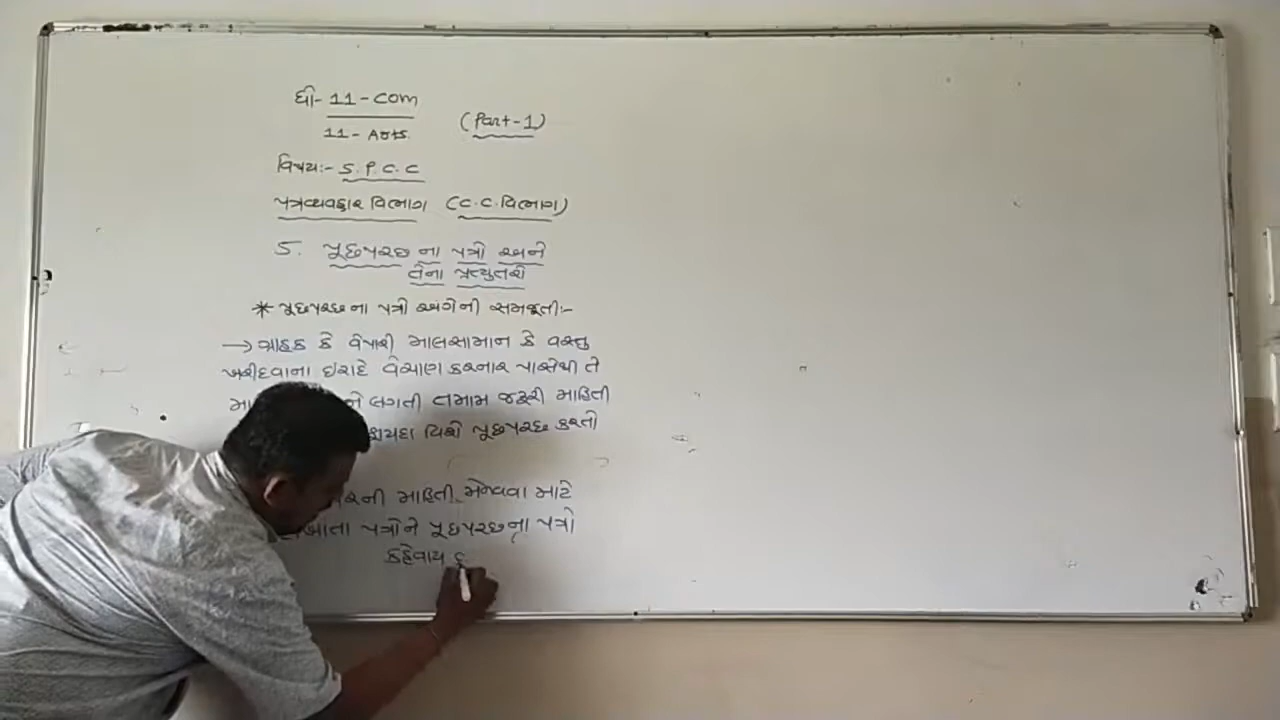 ધો- 11 - com
11 - Arts
(Part-1)
વિષય:- S.P.C.C
પત્રવ્યવહાર વિભાગ (C.C.વિભાગ)
5. પૂછપરછ ના પત્રો અને
તેના પ્રત્યુતરો
* પૂછપરછના પત્રો અંગેની સમજૂતી:-
→ ગ્રાહક કે વેપારી માલસામાન કે વસ્તુ
ખરીદવાના ઇરાદે વેચાણ કરનાર પાસેથી તે
લગતી તમામ જરૂરી માહિતી
વિશે પૂછપરછ કરતો
માહિતી મેળવવા માટે
પત્રોને પૂછપરછના પત્રો
કહેવાય